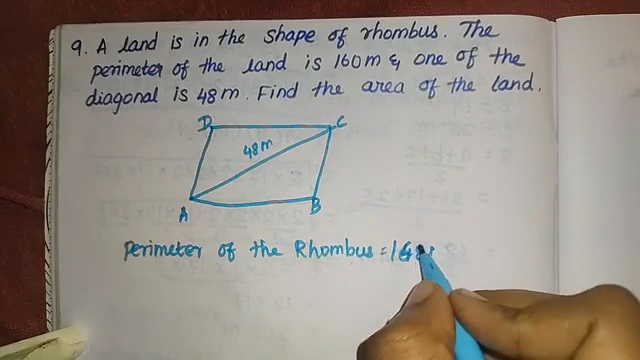 9. A land is in the shape of rhombus. The
perimeter of the land is 160m & one of the
diagonal is 48m. Find the area of the land.
D C
48m
A B
Perimeter of the Rhombus =